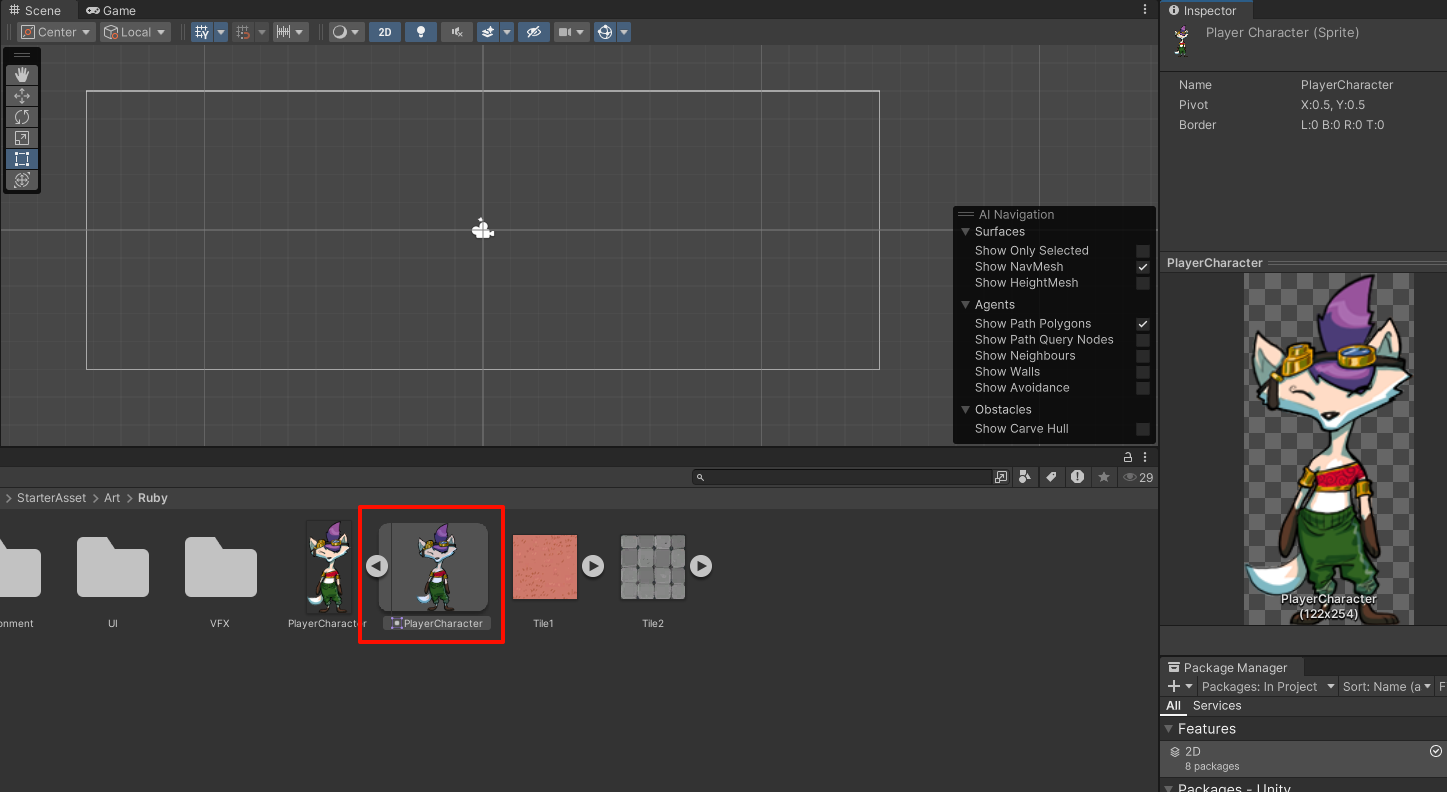 Scene Game
Center Local 2D
AI Navigation
Surfaces
Show Only Selected
Show NavMesh
Show HeightMesh
Agents
Show Path Polygons
Show Path Query Nodes
Show Neighbours
Show Walls
Show Avoidance
Obstacles
Show Carve Hull
29
> StarterAsset > Art > Ruby
onment UI VFX PlayerCharacter PlayerCharacter Tile1 Tile2
Inspector
Player Character (Sprite)
Name PlayerCharacter
Pivot X:0.5, Y:0.5
Border L:0 B:0 R:0 T:0
PlayerCharacter
PlayerCharacter
(122x254)
Package Manager
+ Packages: In Project Sort: Name (a F
All Services
Features
2D
8 packages
Packages - Unity